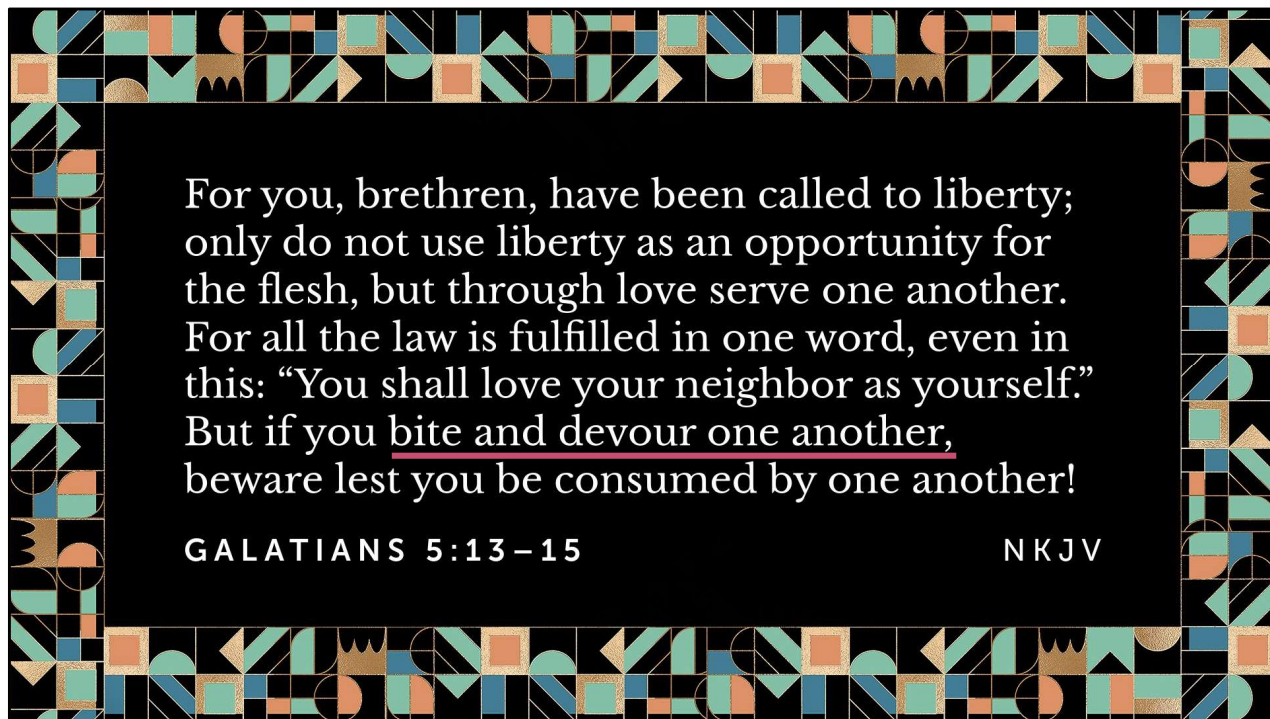 For you, brethren, have been called to liberty;
only do not use liberty as an opportunity for
the flesh, but through love serve one another.
For all the law is fulfilled in one word, even in
this: “You shall love your neighbor as yourself.”
But if you bite and devour one another,
beware lest you be consumed by one another!
GALATIANS 5:13–15 NKJV